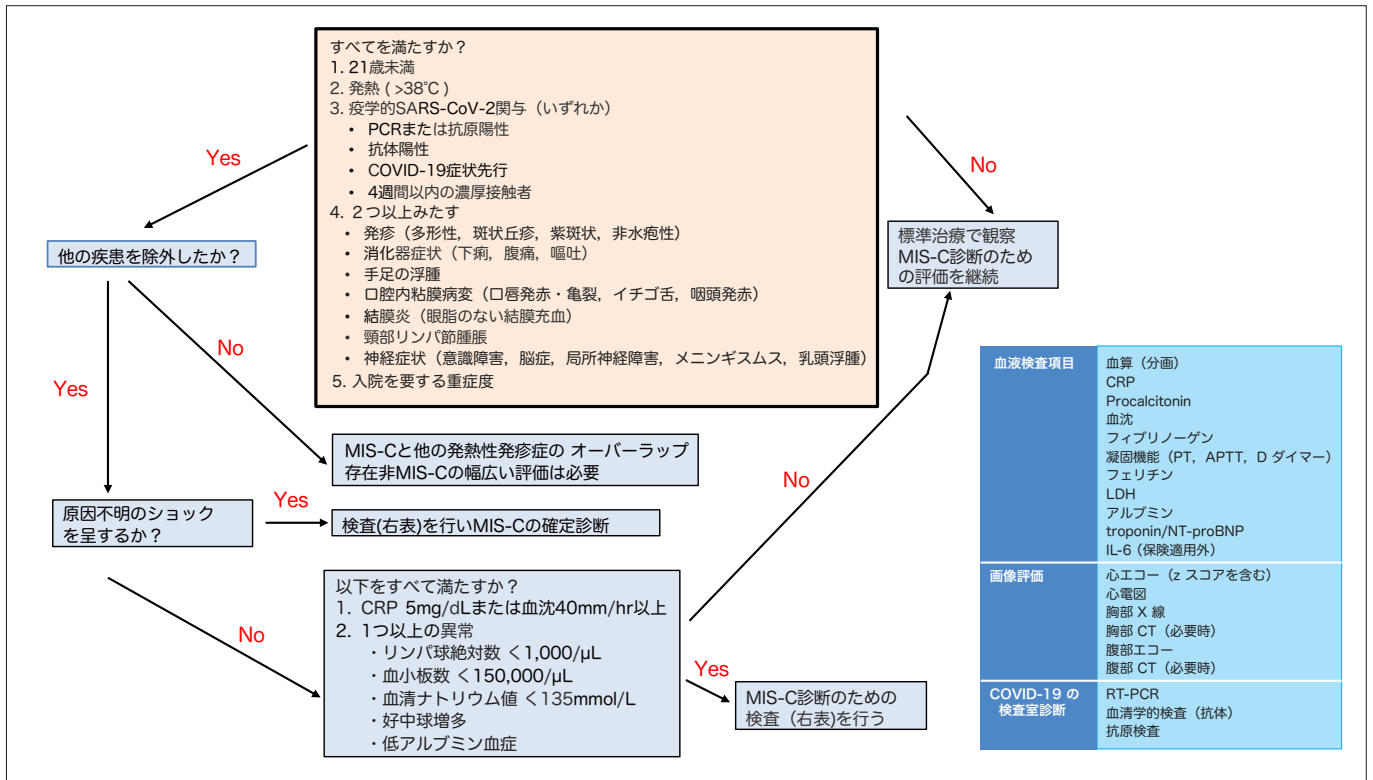 すべてを満たすか？
1. 21歳未満
2. 発熱 ( >38℃ )
3. 疫学的SARS-CoV-2関与（いずれか）
• PCRまたは抗原陽性
• 抗体陽性
• COVID-19症状先行
• 4週間以内の濃厚接触者
4. ２つ以上みたす
• 発疹（多形性，斑状丘疹，紫斑状，非水疱性）
• 消化器症状（下痢，腹痛，嘔吐）
• 手足の浮腫
• 口腔内粘膜病変（口唇発赤・亀裂，イチゴ舌，咽頭発赤）
• 結膜炎（眼脂のない結膜充血）
• 頸部リンパ節腫脹
• 神経症状（意識障害，脳症，局所神経障害，メニンギスムス，乳頭浮腫）
5. 入院を要する重症度
Yes
No
他の疾患を除外したか？
標準治療で観察
MIS-C診断のため
の評価を継続
No
Yes
MIS-Cと他の発熱性発疹症の オーバーラップ
存在非MIS-Cの幅広い評価は必要
原因不明のショック
を呈するか？
Yes
検査(右表)を行いMIS-Cの確定診断
No
No
以下をすべて満たすか？
1. CRP 5mg/dLまたは血沈40mm/hr以上
2. 1つ以上の異常
・リンパ球絶対数 <1,000/μL
・血小板数 <150,000/μL
・血清ナトリウム値 <135mmol/L
・好中球増多
・低アルブミン血症
Yes
MIS-C診断のための
検査（右表)を行う
血液検査項目
血算（分画）
CRP
Procalcitonin
血沈
フィブリノーゲン
凝固機能（PT，APTT，D ダイマー）
フェリチン
LDH
アルブミン
troponin/NT-proBNP
IL-6（保険適用外）
画像評価
心エコー（z スコアを含む）
心電図
胸部 X 線
胸部 CT（必要時）
腹部エコー
腹部 CT（必要時）
COVID-19 の
検査室診断
RT-PCR
血清学的検査（抗体）
抗原検査